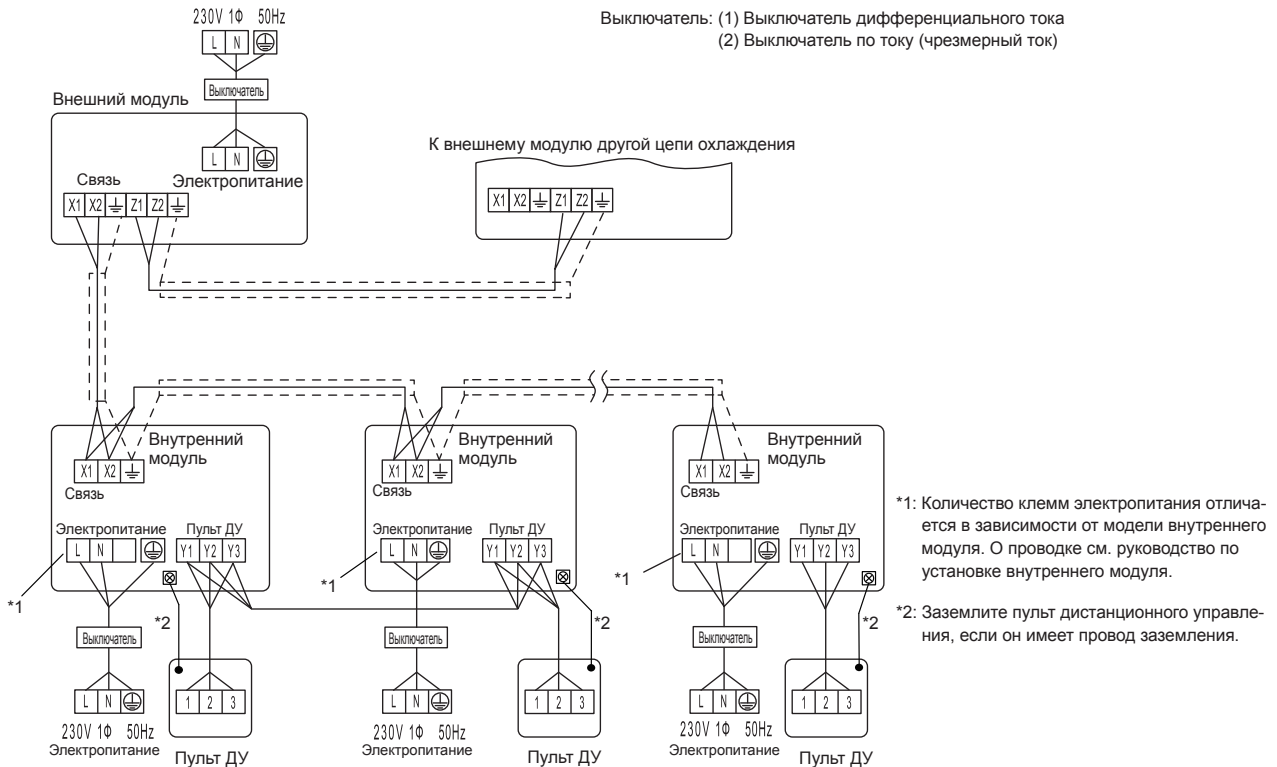 230V 1Φ 50Hz
L N
Выключатель
Выключатель: (1) Выключатель дифференциального тока
(2) Выключатель по току (чрезмерный ток)
Внешний модуль
L N
Связь
Электропитание
X1 X2 Z1 Z2
К внешнему модулю другой цепи охлаждения
X1 X2 Z1 Z2
Внутренний
модуль
X1 X2
Связь
Электропитание
Пульт ДУ
L N
Y1 Y2 Y3
*1
*2
Выключатель
L N
230V 1Φ 50Hz
Электропитание
1 2 3
Пульт ДУ
Внутренний
модуль
X1 X2
Связь
Электропитание
Пульт ДУ
L N
Y1 Y2 Y3
*1
*2
Выключатель
L N
230V 1Φ 50Hz
Электропитание
1 2 3
Пульт ДУ
Внутренний
модуль
X1 X2
Связь
Электропитание
Пульт ДУ
L N
Y1 Y2 Y3
*1
*2
Выключатель
L N
230V 1Φ 50Hz
Электропитание
1 2 3
Пульт ДУ
*1: Количество клемм электропитания отлича-
ется в зависимости от модели внутреннего
модуля. О проводке см. руководство по
установке внутреннего модуля.
*2: Заземлите пульт дистанционного управле-
ния, если он имеет провод заземления.